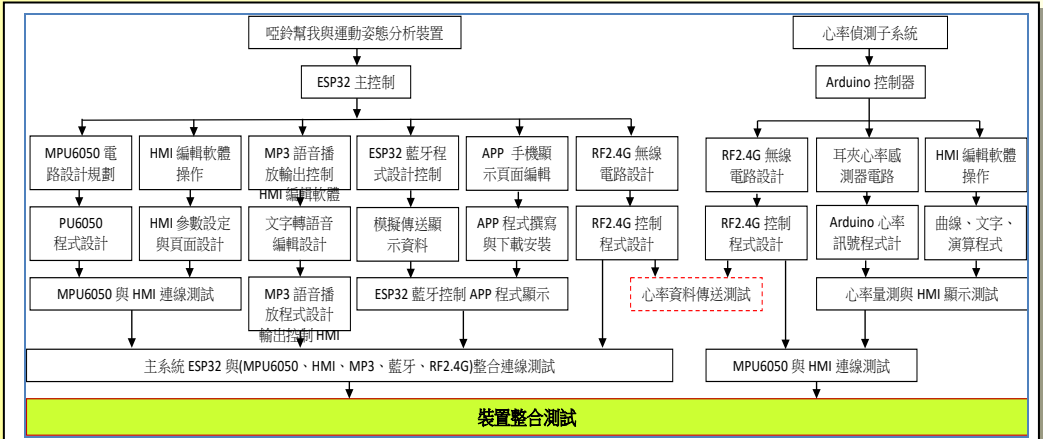 啞鈴幫我與運動姿態分析裝置
心率偵測子系統
ESP32 主控制
Arduino 控制器
MPU6050 電
路設計規劃
HMI 編輯軟體
操作
MP3 語音播
放輸出控制
HMI 編輯軟體
ESP32 藍牙程
式設計控制
APP 手機顯
示頁面編輯
RF2.4G 無線
電路設計
RF2.4G 無線
電路設計
耳夾心率感
測器電路
HMI 編輯軟體
操作
PU6050
程式設計
HMI 參數設定
與頁面設計
文字轉語音
編輯設計
模擬傳送顯
示資料
APP 程式撰寫
與下載安裝
RF2.4G 控制
程式設計
RF2.4G 控制
程式設計
Arduino 心率
訊號程式計
曲線、文字、
演算程式
MPU6050 與 HMI 連線測試
MP3 語音播
放程式設計
輸出控制 HMI
ESP32 藍牙控制 APP 程式顯示
心率資料傳送測試
心率量測與 HMI 顯示測試
主系統 ESP32 與(MPU6050、HMI、MP3、藍牙、RF2.4G)整合連線測試
MPU6050 與 HMI 連線測試
裝置整合測試